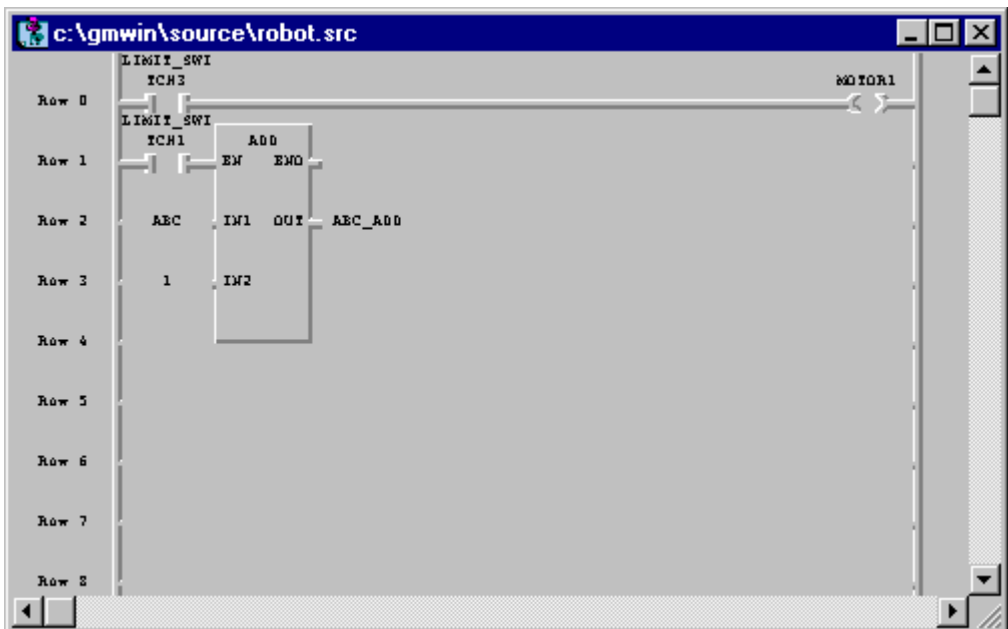 c:\gmwin\source\robot.src
LIMIT_SWI
TCH3 MOTOR1
Row 0
LIMIT_SWI
TCH1 ADD
Row 1 EN ENO
Row 2 ABC IN1 OUT ABC_ADD
Row 3 1 IN2
Row 4
Row 5
Row 6
Row 7
Row 8